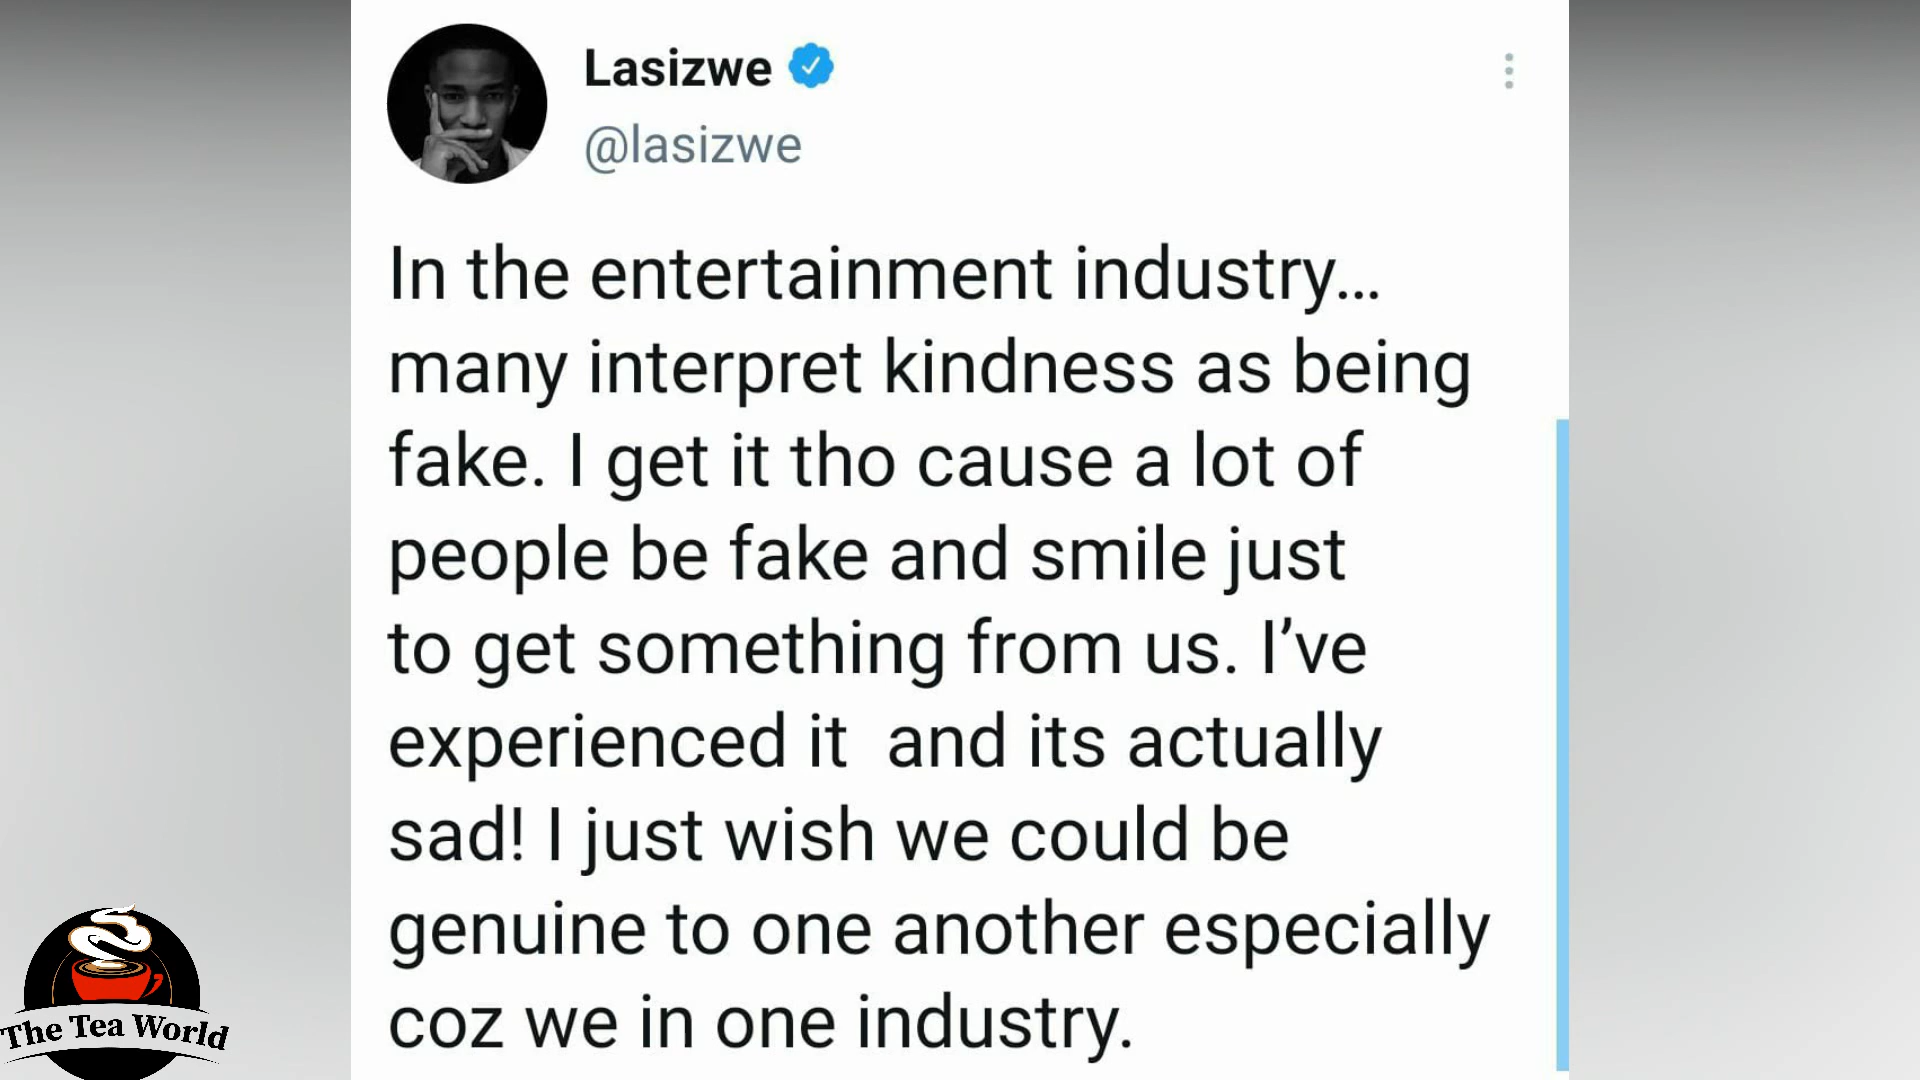 Lasizwe
@lasizwe
In the entertainment industry…
many interpret kindness as being
fake. I get it tho cause a lot of
people be fake and smile just
to get something from us. I’ve
experienced it  and its actually
sad! I just wish we could be
genuine to one another especially
coz we in one industry.
The Tea World